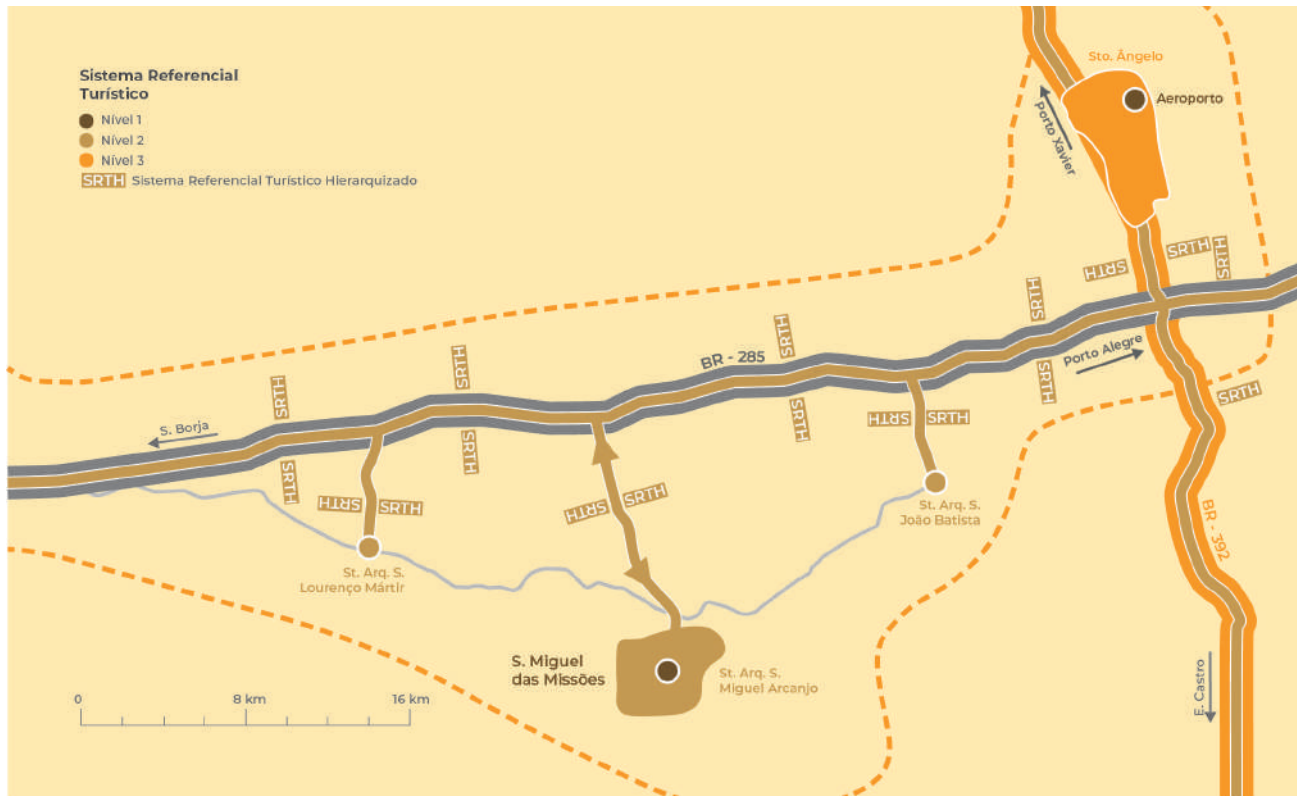 Sistema Referencial
Turístico
Nível 1
Nível 2
Nível 3
SRTH Sistema Referencial Turístico Hierarquizado
Sto. Ângelo
Aeroporto
Porto Xavier
SRTH
SRTH
SRTH
SRTH
BR - 285
SRTH
SRTH
SRTH
Porto Alegre
SRTH
SRTH
S. Borja
SRTH
SRTH
SRTH
SRTH
SRTH
SRTH
SRTH
SRTH
SRTH
SRTH
St. Arq. S.
João Batista
BR - 392
St. Arq. S.
Lourenço Mártir
S. Miguel
das Missões
St. Arq. S.
Miguel Arcanjo
E. Castro
0
8 km
16 km